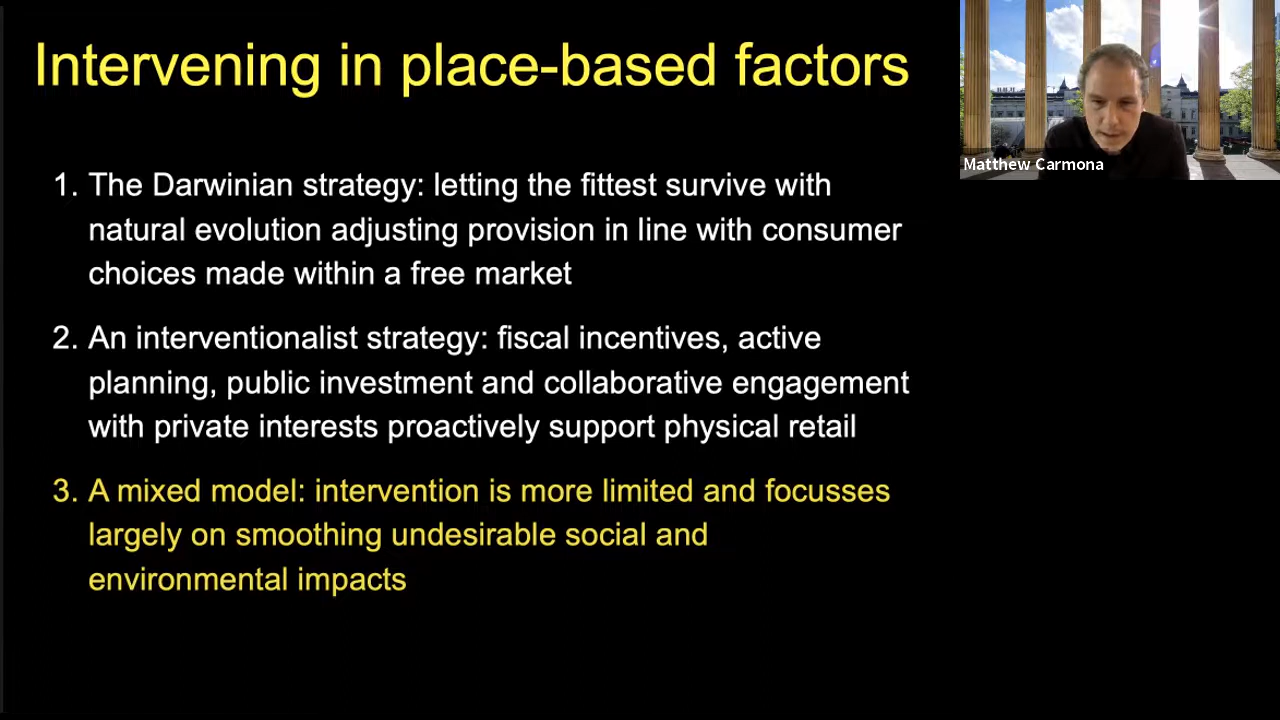 Intervening in place-based factors
Matthew Carmona
1. The Darwinian strategy: letting the fittest survive with
natural evolution adjusting provision in line with consumer
choices made within a free market
2. An interventionalist strategy: fiscal incentives, active
planning, public investment and collaborative engagement
with private interests proactively support physical retail
3. A mixed model: intervention is more limited and focusses
largely on smoothing undesirable social and
environmental impacts